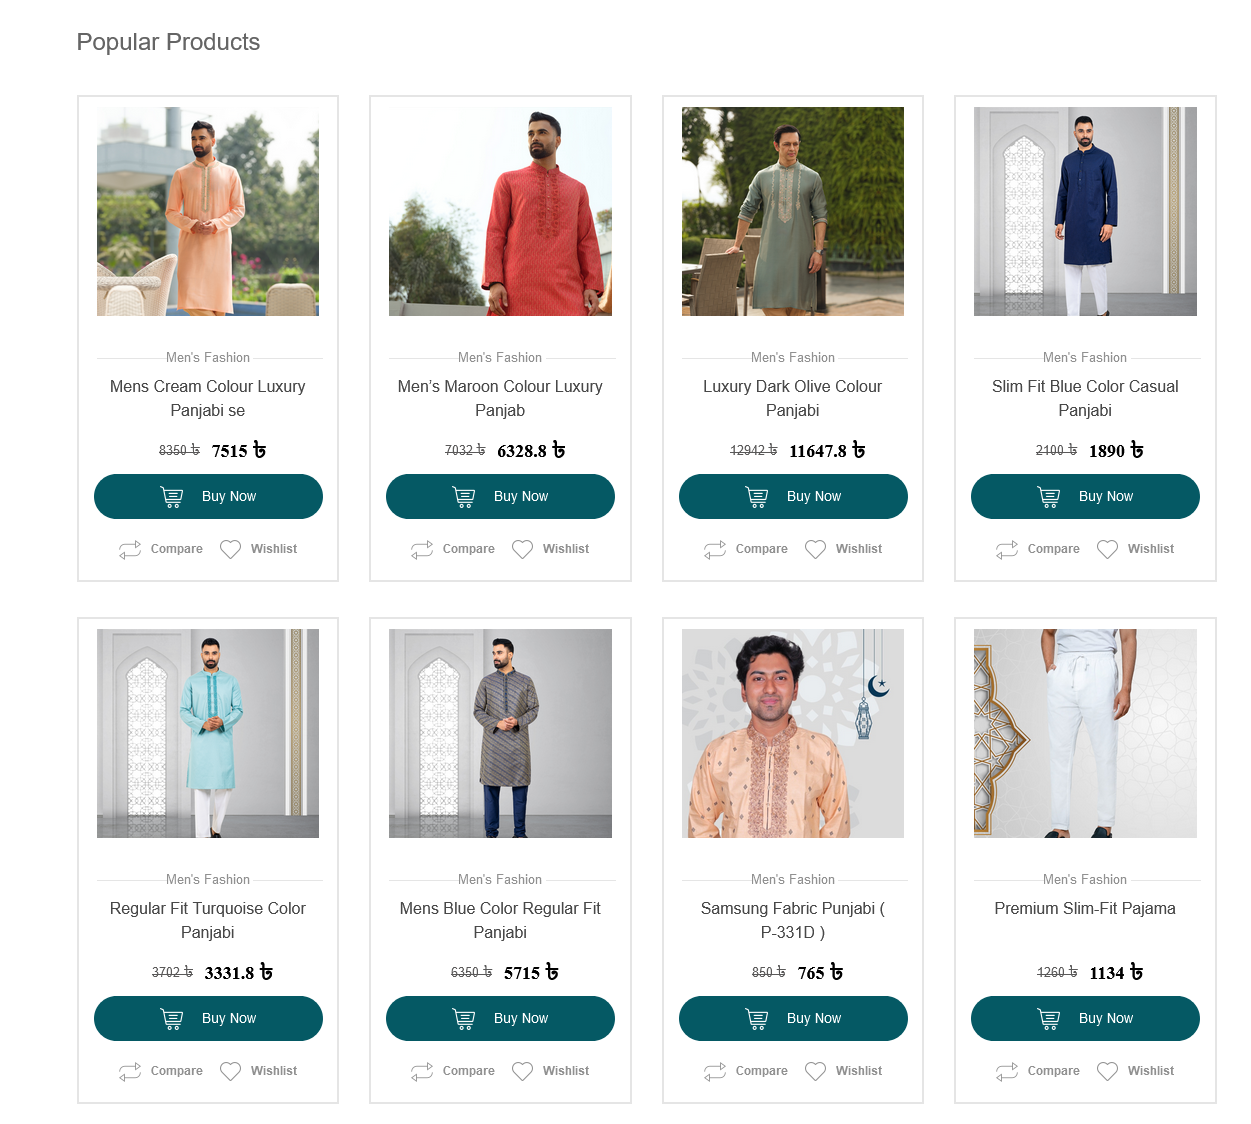 Popular Products
Men's Fashion
Mens Cream Colour Luxury
Panjabi se
8350 ৳ 7515 ৳
Buy Now
Compare Wishlist
Men's Fashion
Men’s Maroon Colour Luxury
Panjab
7032 ৳ 6328.8 ৳
Buy Now
Compare Wishlist
Men's Fashion
Luxury Dark Olive Colour
Panjabi
12942 ৳ 11647.8 ৳
Buy Now
Compare Wishlist
Men's Fashion
Slim Fit Blue Color Casual
Panjabi
2100 ৳ 1890 ৳
Buy Now
Compare Wishlist
Men's Fashion
Regular Fit Turquoise Color
Panjabi
3702 ৳ 3331.8 ৳
Buy Now
Compare Wishlist
Men's Fashion
Mens Blue Color Regular Fit
Panjabi
6350 ৳ 5715 ৳
Buy Now
Compare Wishlist
Men's Fashion
Samsung Fabric Punjabi (
P-331D )
850 ৳ 765 ৳
Buy Now
Compare Wishlist
Men's Fashion
Premium Slim-Fit Pajama
1260 ৳ 1134 ৳
Buy Now
Compare Wishlist